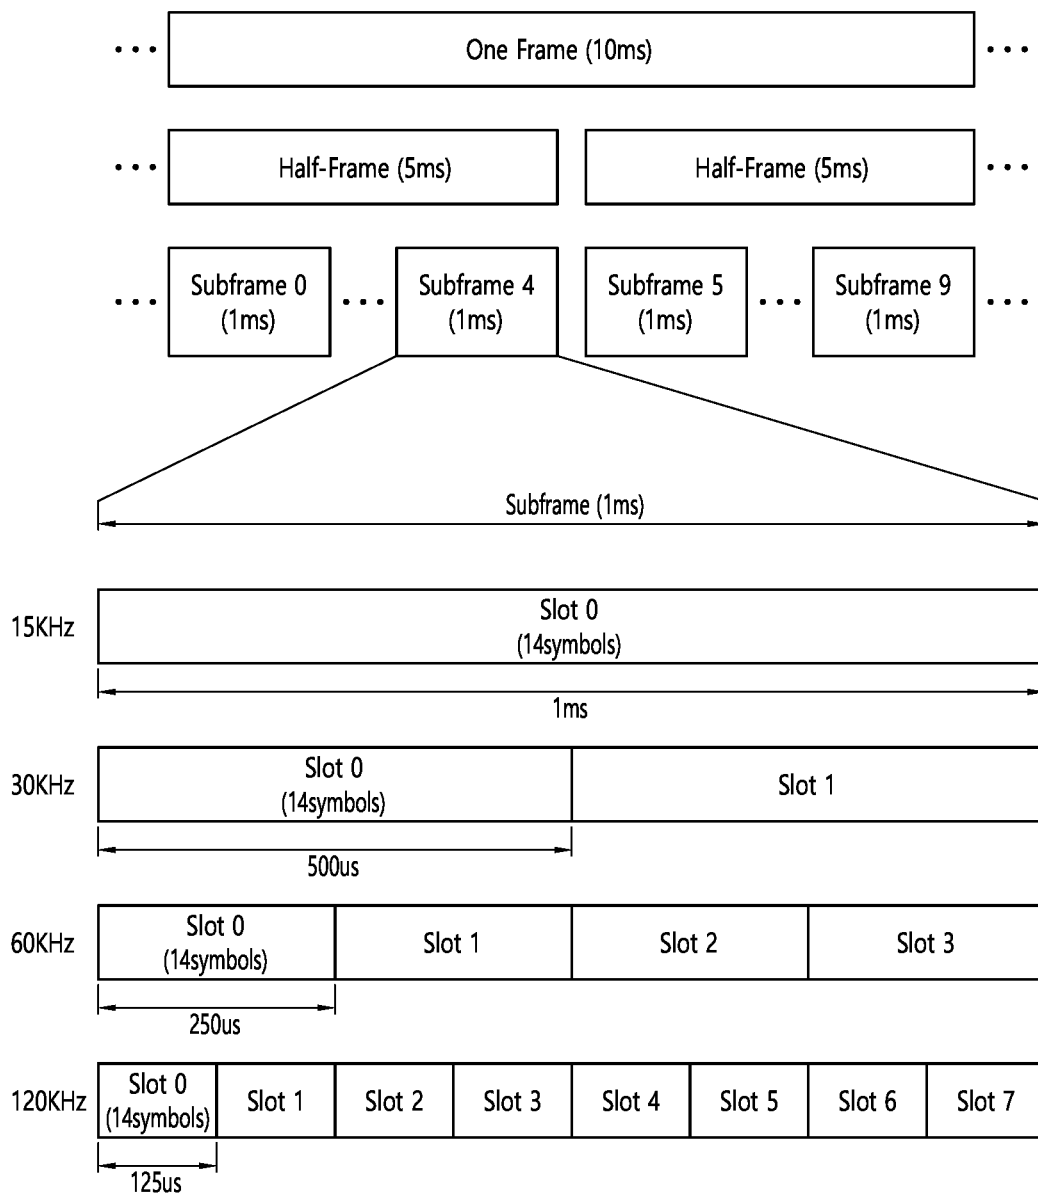 ... One Frame (10ms) ...
... Half-Frame (5ms) Half-Frame (5ms) ...
... Subframe 0 ... Subframe 4 Subframe 5 ... Subframe 9 ...
(1ms) (1ms) (1ms) (1ms)
Subframe (1ms)
15KHz Slot 0
(14symbols)
1ms
30KHz Slot 0 Slot 1
(14symbols)
500us
60KHz Slot 0 Slot 1 Slot 2 Slot 3
(14symbols)
250us
120KHz Slot 0 Slot 1 Slot 2 Slot 3 Slot 4 Slot 5 Slot 6 Slot 7
(14symbols)
125us